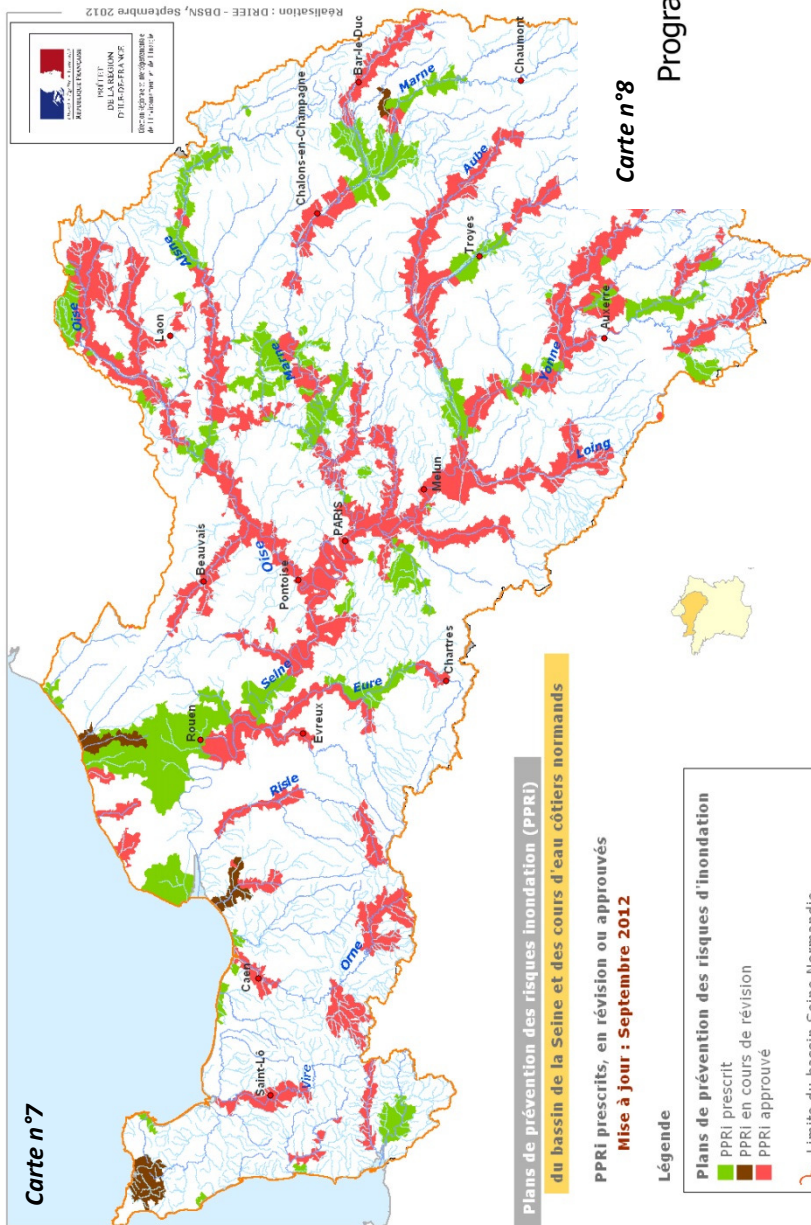 Carte n°7
Réalisation : DRIEE - DBSN, Septembre 2012
RÉPUBLIQUE FRANÇAISE
PRÉFET
DE LA RÉGION
D'ILE-DE-FRANCE
Oise
Laon
Aisne
Chalons-en-Champagne
Bar-le-Duc
Marne
Chaumont
Marne
Aube
Troyes
Yonne
Auxerre
Loing
Melun
PARIS
Beauvais
Oise
Pontoise
Seine
Eure
Chartres
Rouen
Evreux
Risle
Caen
Orne
Saint-Lô
Vire
Plans de prévention des risques inondation (PPRi)
du bassin de la Seine et des cours d'eau côtiers normands
PPRi prescrits, en révision ou approuvés
Mise à jour : Septembre 2012
Légende
Plans de prévention des risques d'inondation
PPRi prescrit
PPRi en cours de révision
PPRi approuvé
Carte n°8
Progra